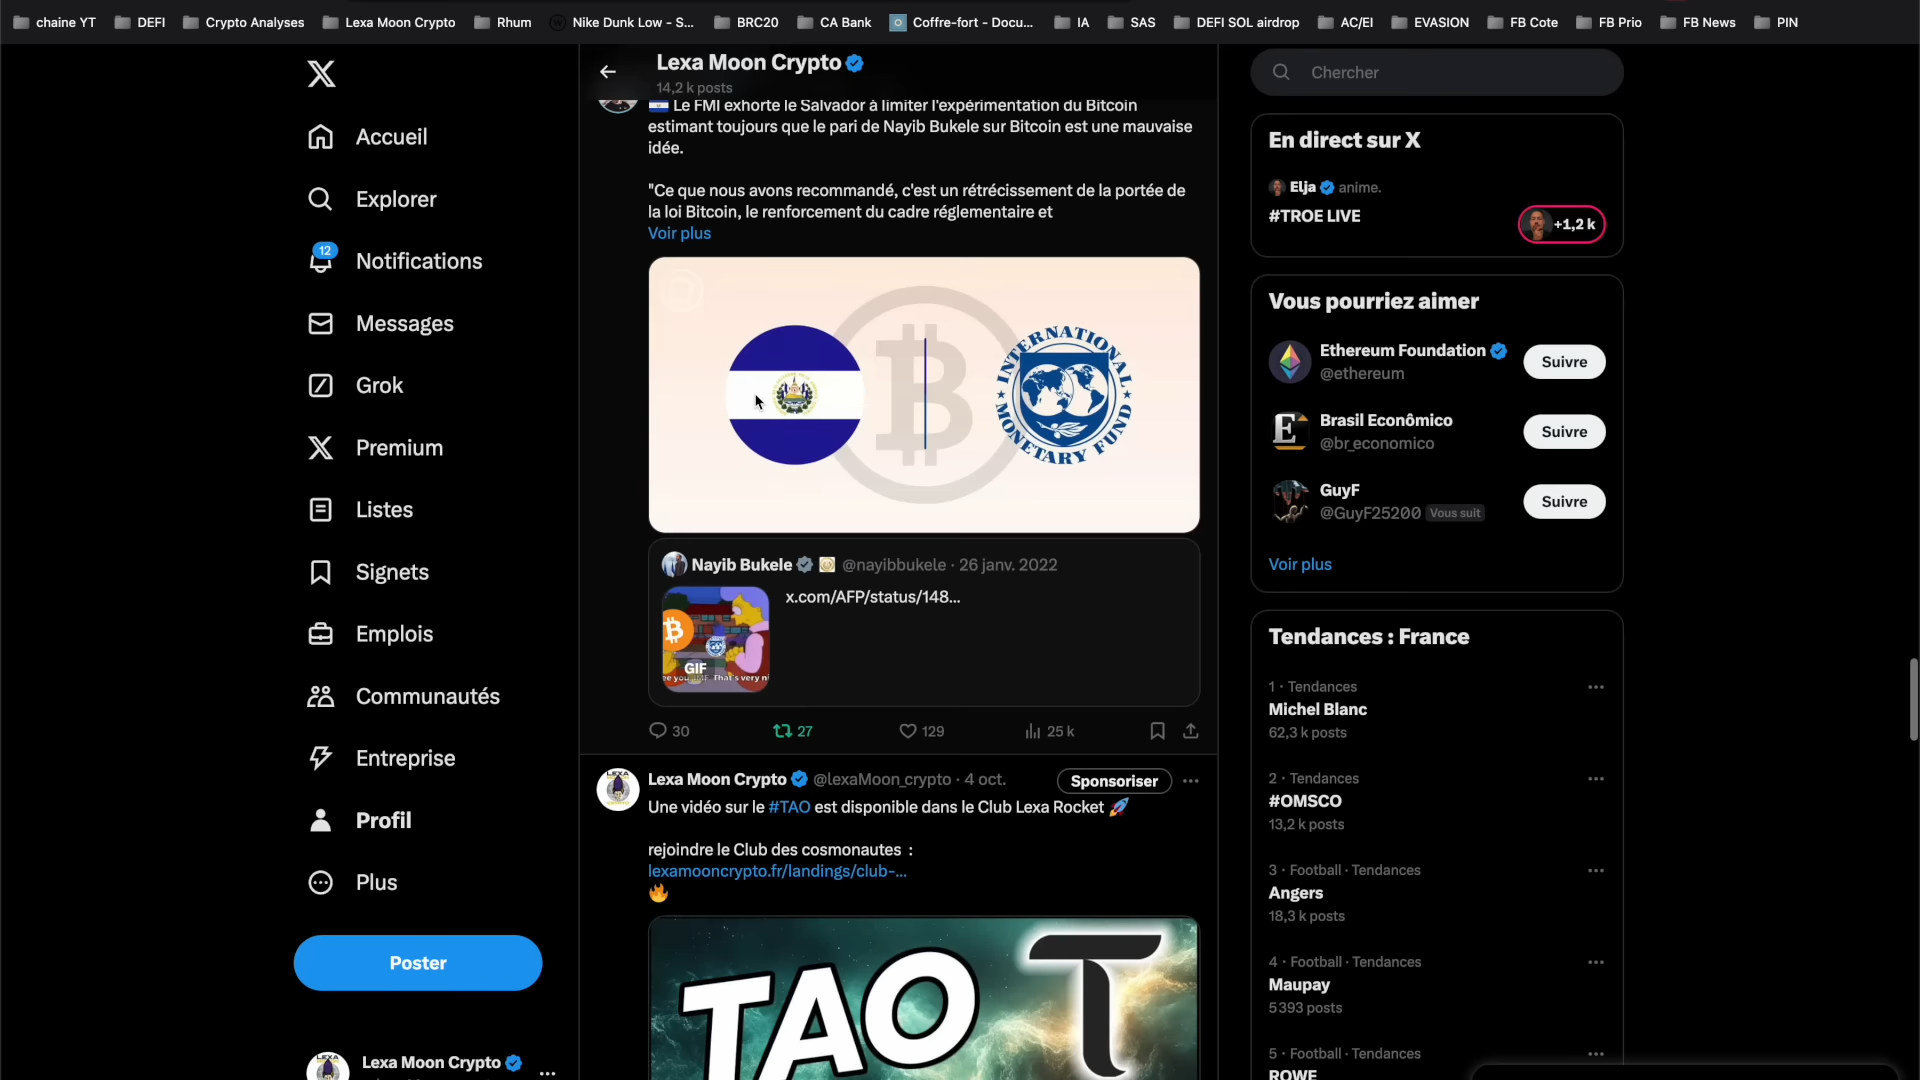 chaine YT
DEFI
Crypto Analyses
Lexa Moon Crypto
Rhum
Nike Dunk Low - S...
BRC20
CA Bank
Coffre-fort - Docu...
IA
SAS
DEFI SOL airdrop
AC/EI
EVASION
FB Cote
FB Prio
FB News
PIN
Accueil
Explorer
12
Notifications
Messages
Grok
Premium
Listes
Signets
Emplois
Communautés
Entreprise
Profil
Plus
Poster
Lexa Moon Crypto
Lexa Moon Crypto
14,2 k posts
Le FMI exhorte le Salvador à limiter l'expérimentation du Bitcoin
estimant toujours que le pari de Nayib Bukele sur Bitcoin est une mauvaise
idée.
"Ce que nous avons recommandé, c'est un rétrécissement de la portée de
la loi Bitcoin, le renforcement du cadre réglementaire et
Voir plus
INTERNATIONAL
MONETARY FUND
Nayib Bukele @nayibbukele · 26 janv. 2022
x.com/AFP/status/148...
GIF
That's very
30
27
129
25 k
Lexa Moon Crypto @lexaMoon_crypto · 4 oct.
Sponsoriser
Une vidéo sur le #TAO est disponible dans le Club Lexa Rocket 🚀
rejoindre le Club des cosmonautes :
lexamooncrypto.fr/landings/club-...
🔥
TAO
Chercher
En direct sur X
Elja anime.
#TROE LIVE
+1,2 k
Vous pourriez aimer
Ethereum Foundation
@ethereum
Suivre
Brasil Econômico
@br_economico
Suivre
GuyF
@GuyF25200 Vous suit
Suivre
Voir plus
Tendances : France
1 · Tendances
Michel Blanc
62,3 k posts
2 · Tendances
#OMSCO
13,2 k posts
3 · Football · Tendances
Angers
18,3 k posts
4 · Football · Tendances
Maupay
5 393 posts
5 · Football · Tendances
ROWE